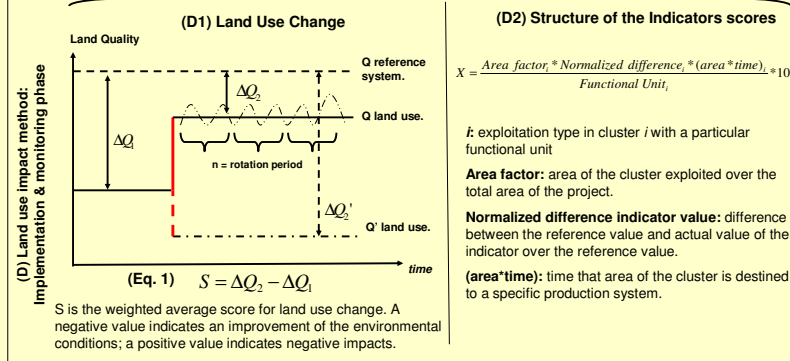 (D) Land use impact method:
Implementation & monitoring phase
(D1) Land Use Change
Land Quality
Q reference
system.
ΔQ₂
Q land use.
ΔQ₁
n = rotation period
ΔQ₂'
Q' land use.
time
(Eq. 1) S = ΔQ₂ − ΔQ₁
S is the weighted average score for land use change. A
negative value indicates an improvement of the environmental
conditions; a positive value indicates negative impacts.
(D2) Structure of the Indicators scores
X = Area factorᵢ * Normalized differenceᵢ * (area * time)ᵢ / Functional Unitᵢ * 10
i: exploitation type in cluster i with a particular
functional unit
Area factor: area of the cluster exploited over the
total area of the project.
Normalized difference indicator value: difference
between the reference value and actual value of the
indicator over the reference value.
(area*time): time that area of the cluster is destined
to a specific production system.